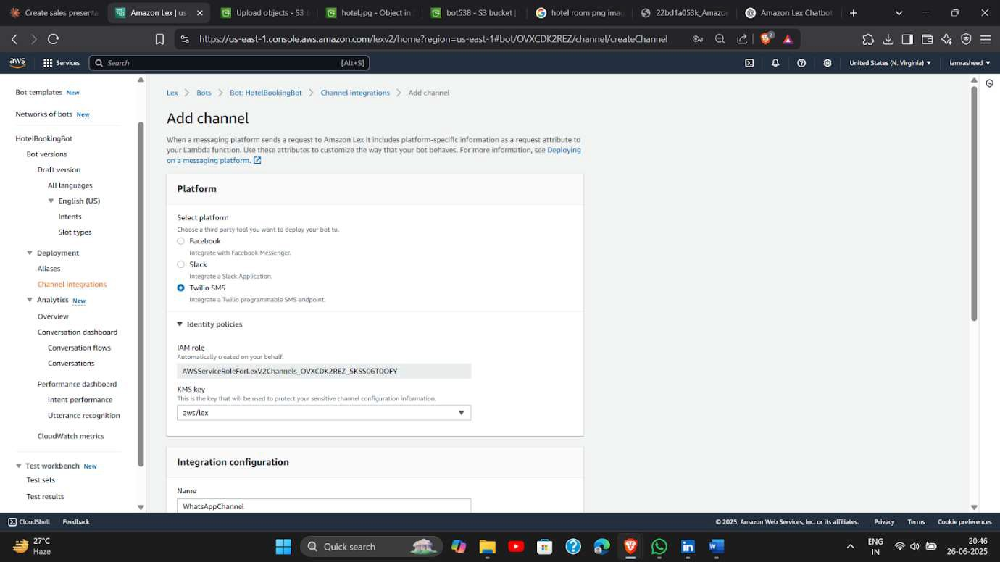 Create sales presenta
Amazon Lex | us
Upload objects - S3 b
hotel.jpg - Object in
bot538 - S3 bucket |
hotel room png imag
22bd1a053k_Amazon
Amazon Lex Chatbot
https://us-east-1.console.aws.amazon.com/lexv2/home?region=us-east-1#bot/OVXCDK2REZ/channel/createChannel
2
aws
Services
Search
[Alt+S]
United States (N. Virginia)
iamrasheed
Bot templates New
Networks of bots New
HotelBookingBot
Bot versions
Draft version
All languages
English (US)
Intents
Slot types
Deployment
Aliases
Channel integrations
Analytics New
Overview
Conversation dashboard
Conversation flows
Conversations
Performance dashboard
Intent performance
Utterance recognition
CloudWatch metrics
Test workbench New
Test sets
Test results
Lex > Bots > Bot: HotelBookingBot > Channel integrations > Add channel
Add channel
When a messaging platform sends a request to Amazon Lex it includes platform-specific information as a request attribute to
your Lambda function. Use these attributes to customize the way that your bot behaves. For more information, see Deploying
on a messaging platform.
Platform
Select platform
Choose a third party tool you want to deploy your bot to.
Facebook
Integrate with Facebook Messenger.
Slack
Integrate a Slack Application.
Twilio SMS
Integrate a Twilio programmable SMS endpoint.
Identity policies
IAM role
Automatically created on your behalf.
AWSServiceRoleForLexV2Channels_OVXCDK2REZ_5KSS06T0OFY
KMS key
This is the key that will be used to protect your sensitive channel configuration information.
aws/lex
Integration configuration
Name
WhatsAppChannel
CloudShell
Feedback
© 2025, Amazon Web Services, Inc. or its affiliates.
Privacy
Terms
Cookie preferences
27°C
Haze
Quick search
ENG
IN
20:46
26-06-2025